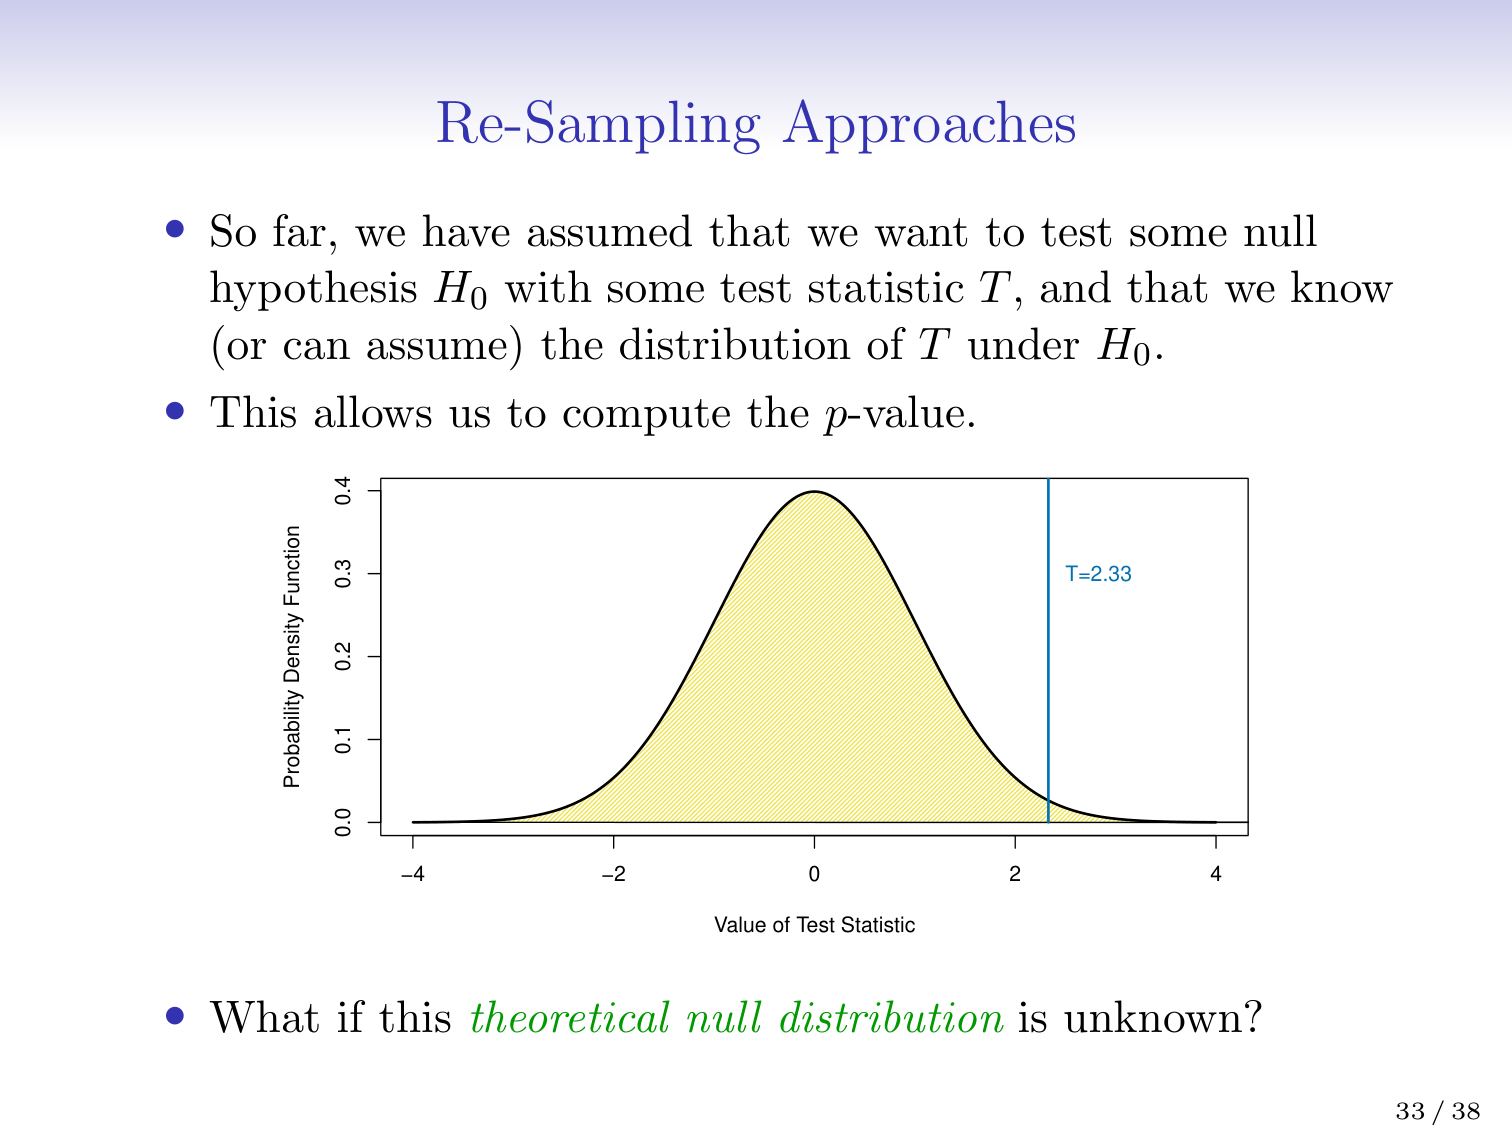 Re-Sampling Approaches
• So far, we have assumed that we want to test some null
hypothesis H₀ with some test statistic T, and that we know
(or can assume) the distribution of T under H₀.
• This allows us to compute the p-value.
Probability Density Function
0.4
0.3
0.2
0.1
0.0
T=2.33
−4
−2
0
2
4
Value of Test Statistic
• What if this theoretical null distribution is unknown?
33 / 38